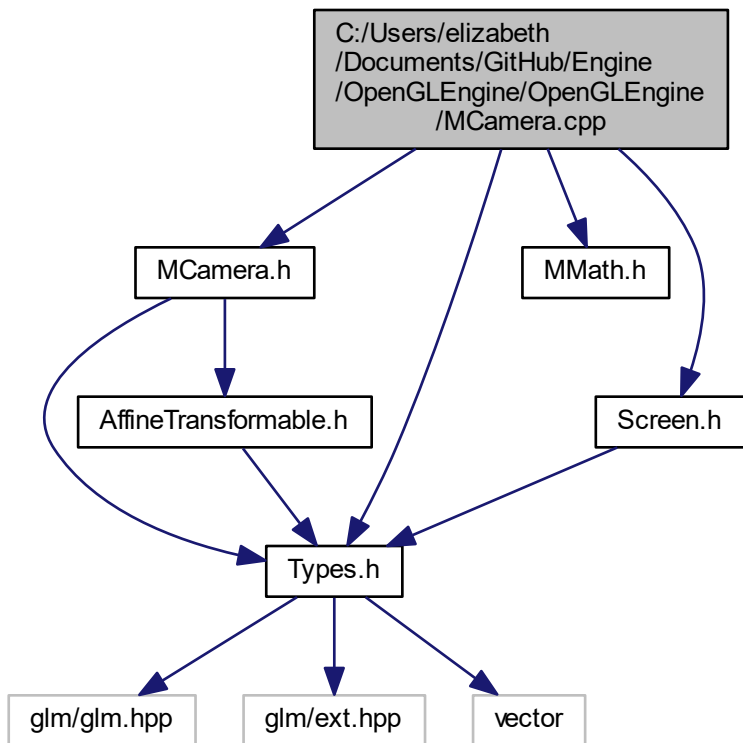 C:/Users/elizabeth
/Documents/GitHub/Engine
/OpenGLEngine/OpenGLEngine
/MCamera.cpp
MCamera.h
MMath.h
AffineTransformable.h
Screen.h
Types.h
glm/glm.hpp
glm/ext.hpp
vector